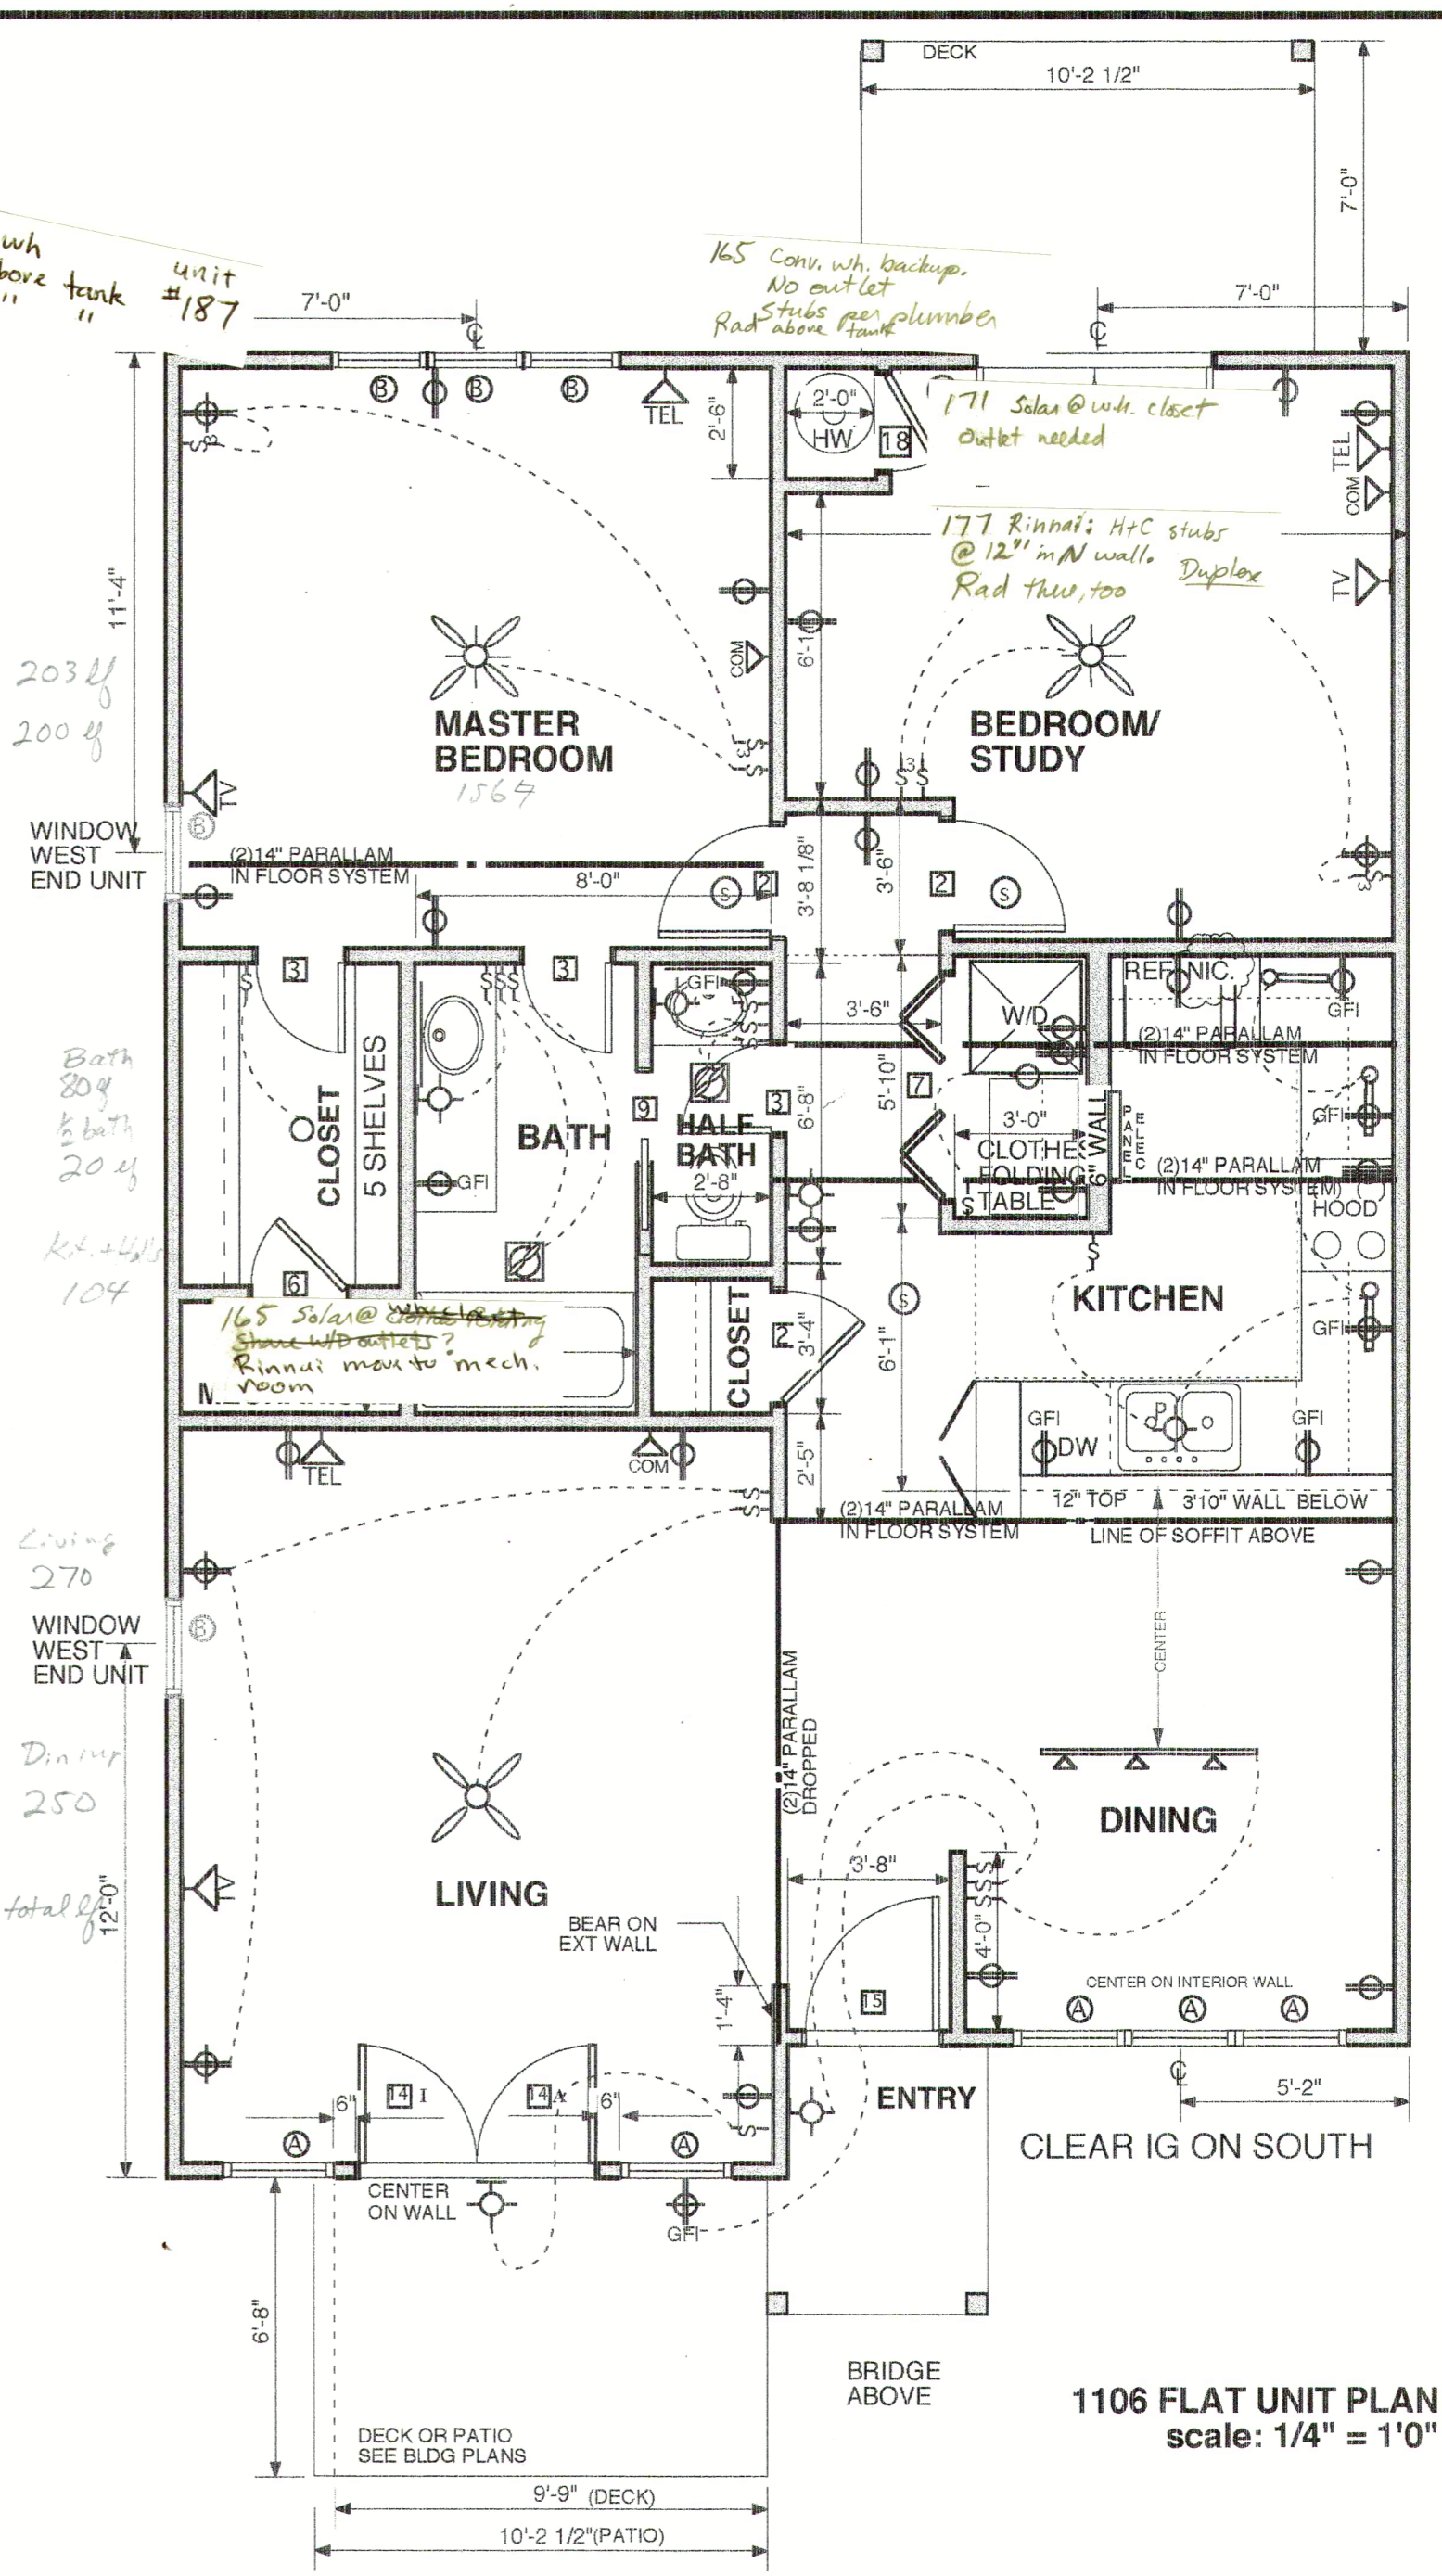 DECK
10'-2 1/2"
7'-0"
wh
above tank
" "
unit
#187
165 Conv. wh. backup.
No outlet
Stubs per plumber
Rad above tank
7'-0"
7'-0"
B
B
B
TEL
2'-6"
2'-0"
HW
18
171 Solar @ w.h. closet
Outlet needed
TEL
COM
177 Rinnai: H+C stubs
@ 12" in N wall. Duplex
Rad there, too
TV
11'-4"
203 lf
200 lf
COM
MASTER
BEDROOM
BEDROOM/
STUDY
S
3
S
TV
WINDOW
WEST
END UNIT
B
(2)14" PARALLAM
IN FLOOR SYSTEM
8'-0"
S
2
3'-8 1/8"
3'-6"
2
S
3
3
S
SSS
GFI
3'-6"
W/D
REF
NIC.
GFI
(2)14" PARALLAM
IN FLOOR SYSTEM
Bath
80 lf
½ bath
20 lf
CLOSET
5 SHELVES
BATH
9
HALF
BATH
3
6'-8"
5'-10"
7
3'-0"
CLOTHES
FOLDING
TABLE
6" WALL
ELEC
PANEL
GFI
(2)14" PARALLAM
IN FLOOR SYSTEM
HOOD
GFI
2'-8"
Kit. + Halls
104
6
165 Solar@
Share W/D outlets?
Rinnai move to mech.
room
CLOSET
2
3'-4"
S
6'-1"
KITCHEN
GFI
GFI
DW
GFI
TEL
COM
2'-5"
12" TOP
3'10" WALL BELOW
(2)14" PARALLAM
IN FLOOR SYSTEM
LINE OF SOFFIT ABOVE
Living
270
WINDOW
WEST
END UNIT
B
CENTER
(2)14" PARALLAM
DROPPED
Dining
250
DINING
TV
LIVING
3'-8"
total lf
12'-0"
BEAR ON
EXT WALL
4'-0"
SSS
1'-4"
15
CENTER ON INTERIOR WALL
A
A
A
6"
14 I
14 A
6"
ENTRY
5'-2"
A
A
CLEAR IG ON SOUTH
CENTER
ON WALL
GFI
6'-8"
BRIDGE
ABOVE
1106 FLAT UNIT PLAN
scale: 1/4" = 1'0"
DECK OR PATIO
SEE BLDG PLANS
9'-9" (DECK)
10'-2 1/2"(PATIO)